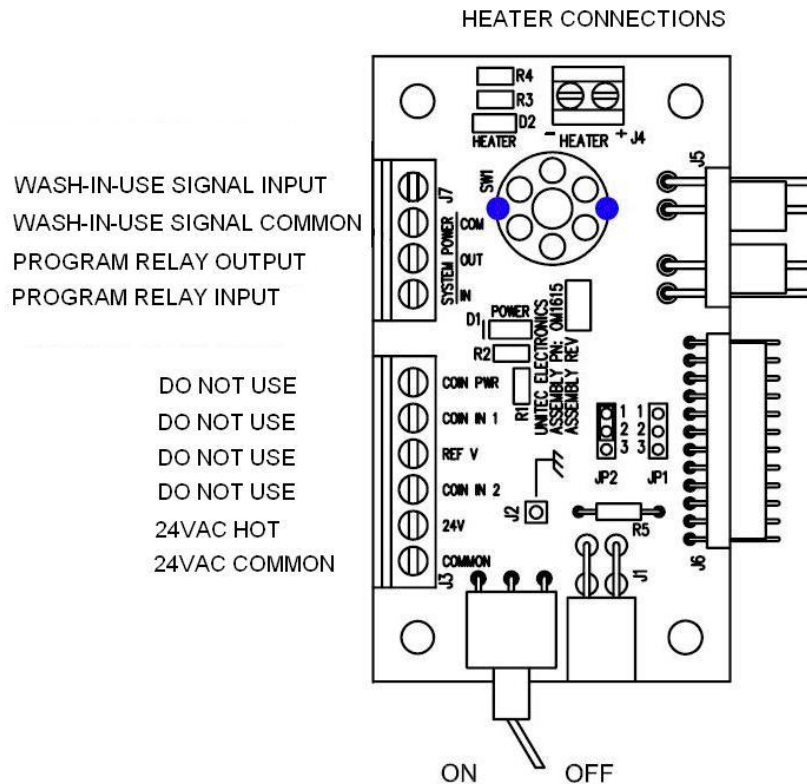 HEATER CONNECTIONS
R4
R3
D2
HEATER
- HEATER +
J4
SW1
J5
J7
WASH-IN-USE SIGNAL INPUT
WASH-IN-USE SIGNAL COMMON
COM
PROGRAM RELAY OUTPUT
OUT
PROGRAM RELAY INPUT
IN
SYSTEM POWER
D1
POWER
R2
R1
UNITEC ELECTRONICS
ASSEMBLY PN: OM1615
ASSEMBLY REV
DO NOT USE
COIN PWR
DO NOT USE
COIN IN 1
DO NOT USE
REF V
DO NOT USE
COIN IN 2
24VAC HOT
24V
24VAC COMMON
COMMON
J3
1 1
2 2
3 3
JP2 JP1
J2
R5
J1
J6
ON OFF